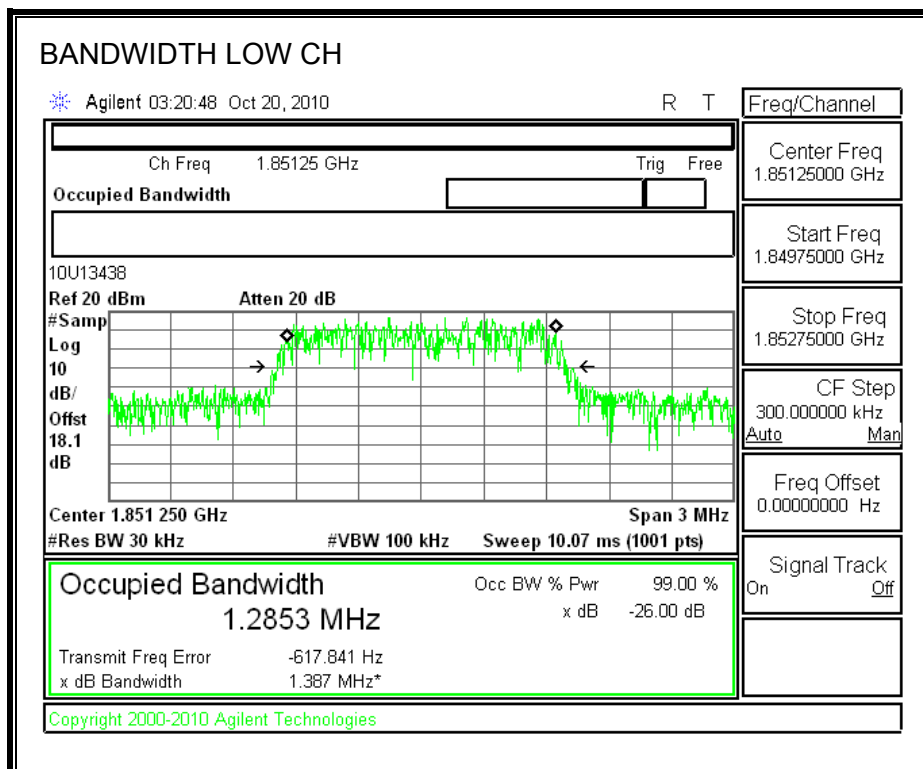 BANDWIDTH LOW CH
Agilent 03:20:48 Oct 20, 2010 R T
Freq/Channel
Ch Freq 1.85125 GHz Trig Free
Occupied Bandwidth
Center Freq
1.85125000 GHz
Start Freq
1.84975000 GHz
Stop Freq
1.85275000 GHz
CF Step
300.000000 kHz
Auto Man
Freq Offset
0.00000000 Hz
Signal Track
On Off
10U13438
Ref 20 dBm Atten 20 dB
#Samp
Log
10
dB/
Offst
18.1
dB
Center 1.851 250 GHz Span 3 MHz
#Res BW 30 kHz #VBW 100 kHz Sweep 10.07 ms (1001 pts)
Occupied Bandwidth Occ BW % Pwr 99.00 %
1.2853 MHz x dB -26.00 dB
Transmit Freq Error -617.841 Hz
x dB Bandwidth 1.387 MHz*
Copyright 2000-2010 Agilent Technologies